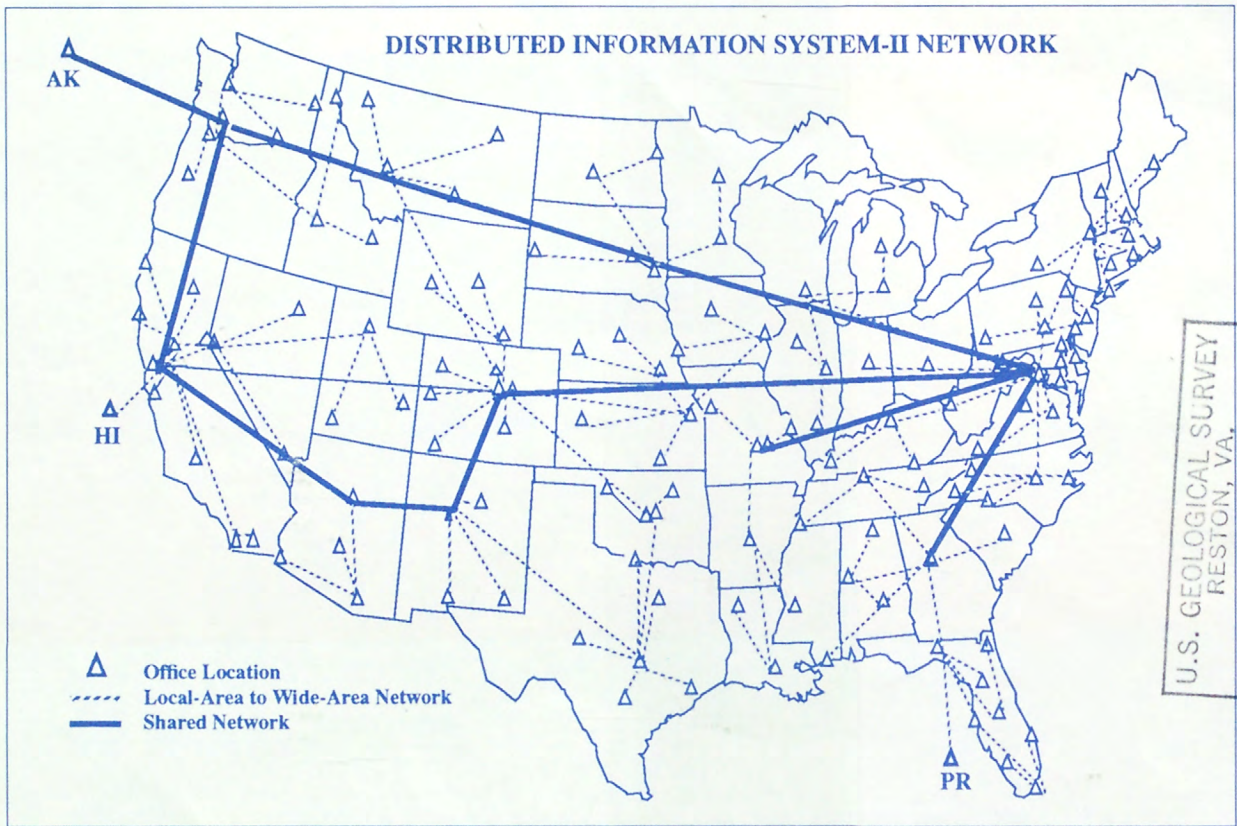 DISTRIBUTED INFORMATION SYSTEM-II NETWORK
AK
HI
Office Location
Local-Area to Wide-Area Network
Shared Network
PR
U.S. GEOLOGICAL SURVEY
RESTON, VA.